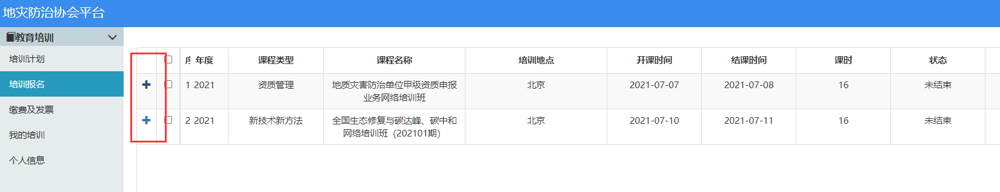 地灾防治协会平台
教育培训
培训计划
培训报名
缴费及发票
我的培训
个人信息
年度 课程类型 课程名称 培训地点 开课时间 结课时间 课时 状态
1 2021 资质管理 地质灾害防治单位甲级资质申报 北京 2021-07-07 2021-07-08 16 未结束
业务网络培训班
2 2021 新技术新方法 全国生态修复与碳达峰、碳中和 北京 2021-07-10 2021-07-11 16 未结束
网络培训班（202101期）